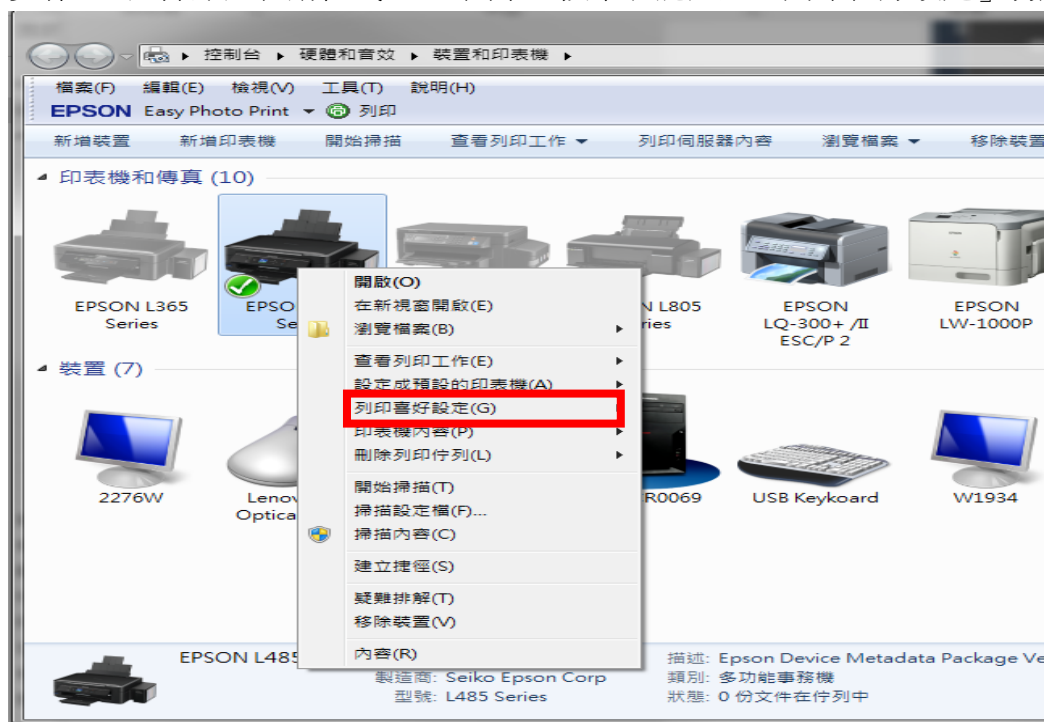 控制台 ▸ 硬體和音效 ▸ 裝置和印表機 ▸
檔案(F) 編輯(E) 檢視(V) 工具(T) 說明(H)
EPSON Easy Photo Print 列印
新增裝置 新增印表機 開始掃描 查看列印工作 列印伺服器內容 瀏覽檔案 移除裝置
印表機和傳真 (10)
EPSON L365
Series
EPSO
Se
N L805
ries
EPSON
LQ-300+ /II
ESC/P 2
EPSON
LW-1000P
開啟(O)
在新視窗開啟(E)
瀏覽檔案(B)
查看列印工作(E)
設定成預設的印表機(A)
列印喜好設定(G)
印表機內容(P)
刪除列印佇列(L)
開始掃描(T)
掃描設定檔(F)...
掃描內容(C)
建立捷徑(S)
疑難排解(T)
移除裝置(V)
內容(R)
裝置 (7)
2276W
Lenov
Optica
R0069
USB Keykoard
W1934
EPSON L485
製造商: Seiko Epson Corp
型號: L485 Series
描述: Epson Device Metadata Package Ve
類別: 多功能事務機
狀態: 0 份文件在佇列中